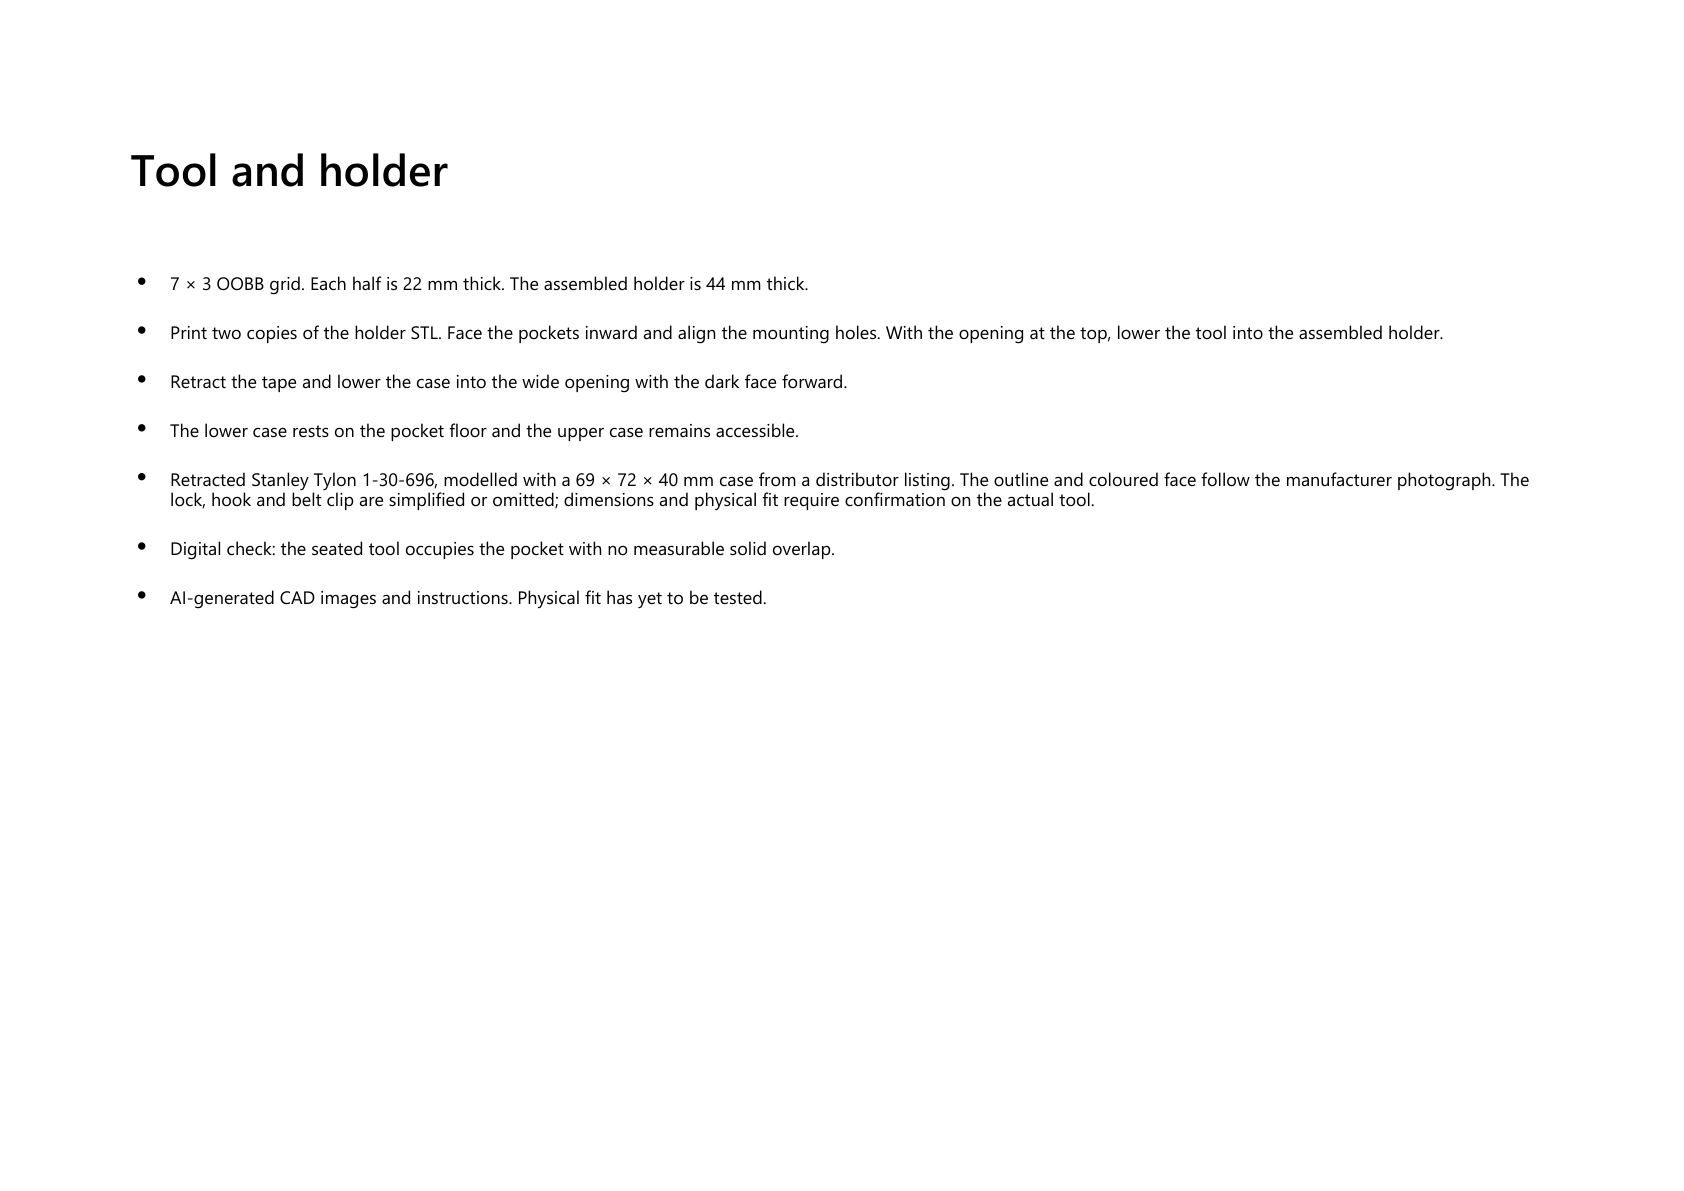 Tool and holder
• 7 × 3 OOBB grid. Each half is 22 mm thick. The assembled holder is 44 mm thick.
• Print two copies of the holder STL. Face the pockets inward and align the mounting holes. With the opening at the top, lower the tool into the assembled holder.
• Retract the tape and lower the case into the wide opening with the dark face forward.
• The lower case rests on the pocket floor and the upper case remains accessible.
• Retracted Stanley Tylon 1-30-696, modelled with a 69 × 72 × 40 mm case from a distributor listing. The outline and coloured face follow the manufacturer photograph. The
lock, hook and belt clip are simplified or omitted; dimensions and physical fit require confirmation on the actual tool.
• Digital check: the seated tool occupies the pocket with no measurable solid overlap.
• AI-generated CAD images and instructions. Physical fit has yet to be tested.